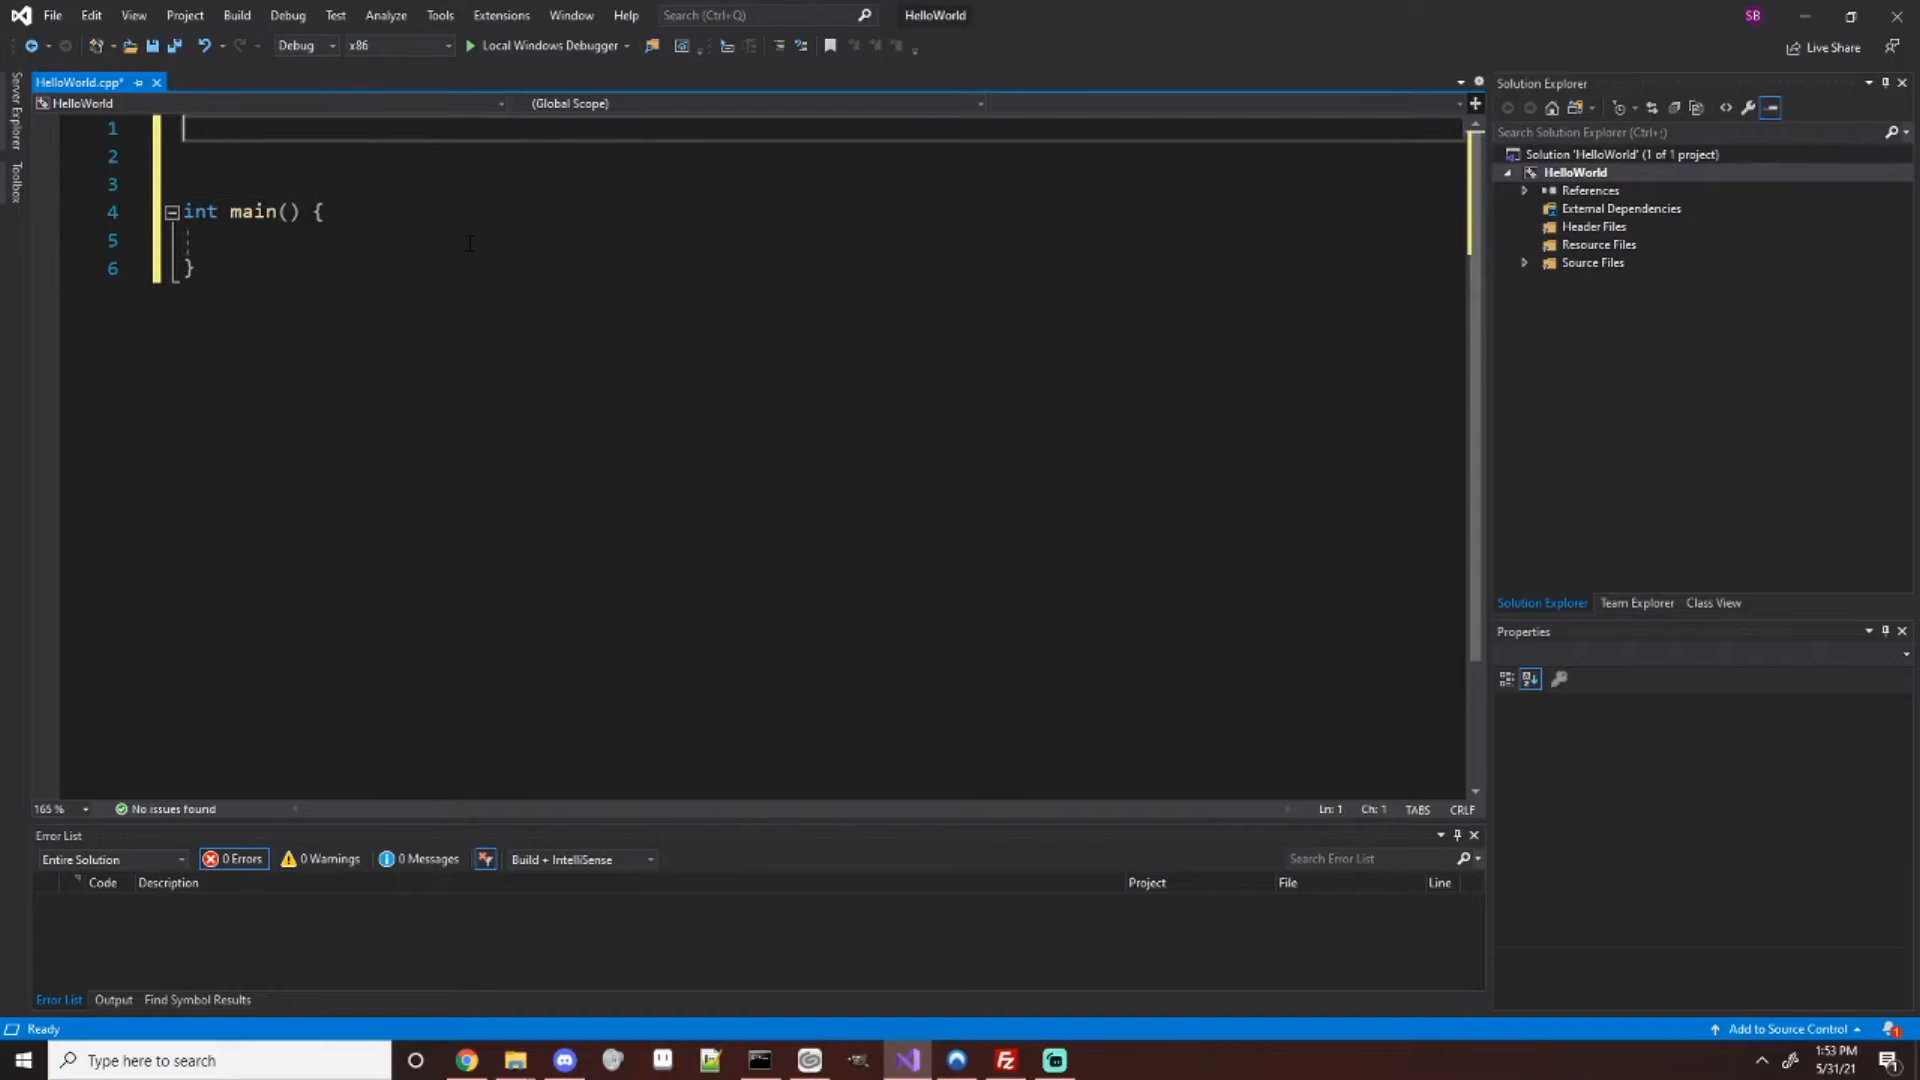 File Edit View Project Build Debug Test Analyze Tools Extensions Window Help Search (Ctrl+Q) HelloWorld SB
Debug x86 Local Windows Debugger Live Share
HelloWorld.cpp*
HelloWorld (Global Scope)
1
2
3
4 int main() {
5
6 }
Server Explorer
Toolbox
Solution Explorer
Search Solution Explorer (Ctrl+;)
Solution 'HelloWorld' (1 of 1 project)
HelloWorld
References
External Dependencies
Header Files
Resource Files
Source Files
Solution Explorer Team Explorer Class View
Properties
165 % No issues found Ln: 1 Ch: 1 TABS CRLF
Error List
Entire Solution 0 Errors 0 Warnings 0 Messages Build + IntelliSense Search Error List
Code Description Project File Line
Error List Output Find Symbol Results
Ready Add to Source Control 1
Type here to search 1:53 PM
5/31/21
1